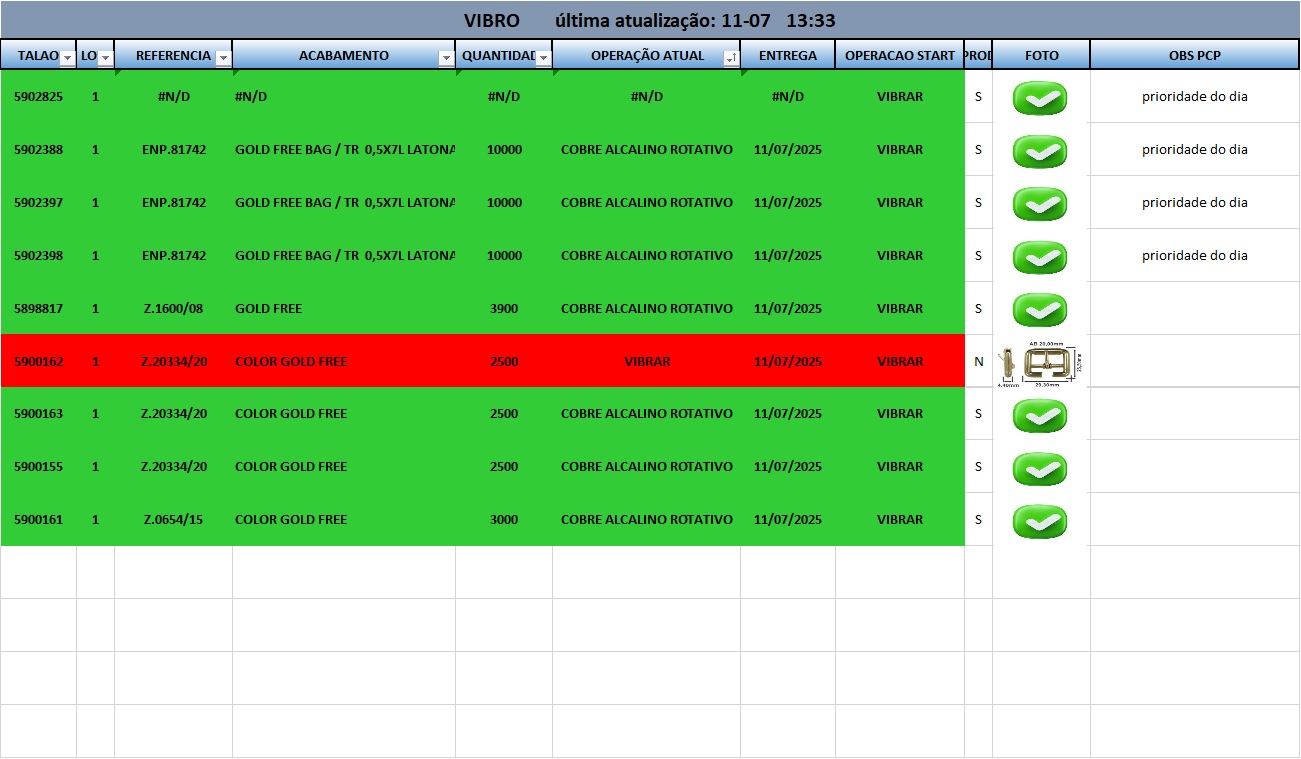 VIBRO última atualização: 11-07 13:33
TALAO LO REFERENCIA ACABAMENTO QUANTIDAD OPERAÇÃO ATUAL ENTREGA OPERACAO START PROD FOTO OBS PCP
5902825 1 #N/D #N/D #N/D #N/D #N/D VIBRAR S prioridade do dia
5902388 1 ENP.81742 GOLD FREE BAG / TR 0,5X7L LATONA 10000 COBRE ALCALINO ROTATIVO 11/07/2025 VIBRAR S prioridade do dia
5902397 1 ENP.81742 GOLD FREE BAG / TR 0,5X7L LATONA 10000 COBRE ALCALINO ROTATIVO 11/07/2025 VIBRAR S prioridade do dia
5902398 1 ENP.81742 GOLD FREE BAG / TR 0,5X7L LATONA 10000 COBRE ALCALINO ROTATIVO 11/07/2025 VIBRAR S prioridade do dia
5898817 1 Z.1600/08 GOLD FREE 3900 COBRE ALCALINO ROTATIVO 11/07/2025 VIBRAR S
5900162 1 Z.20334/20 COLOR GOLD FREE 2500 VIBRAR 11/07/2025 VIBRAR N AB 20,00mm 4,40mm 29,30mm
5900163 1 Z.20334/20 COLOR GOLD FREE 2500 COBRE ALCALINO ROTATIVO 11/07/2025 VIBRAR S
5900155 1 Z.20334/20 COLOR GOLD FREE 2500 COBRE ALCALINO ROTATIVO 11/07/2025 VIBRAR S
5900161 1 Z.0654/15 COLOR GOLD FREE 3000 COBRE ALCALINO ROTATIVO 11/07/2025 VIBRAR S